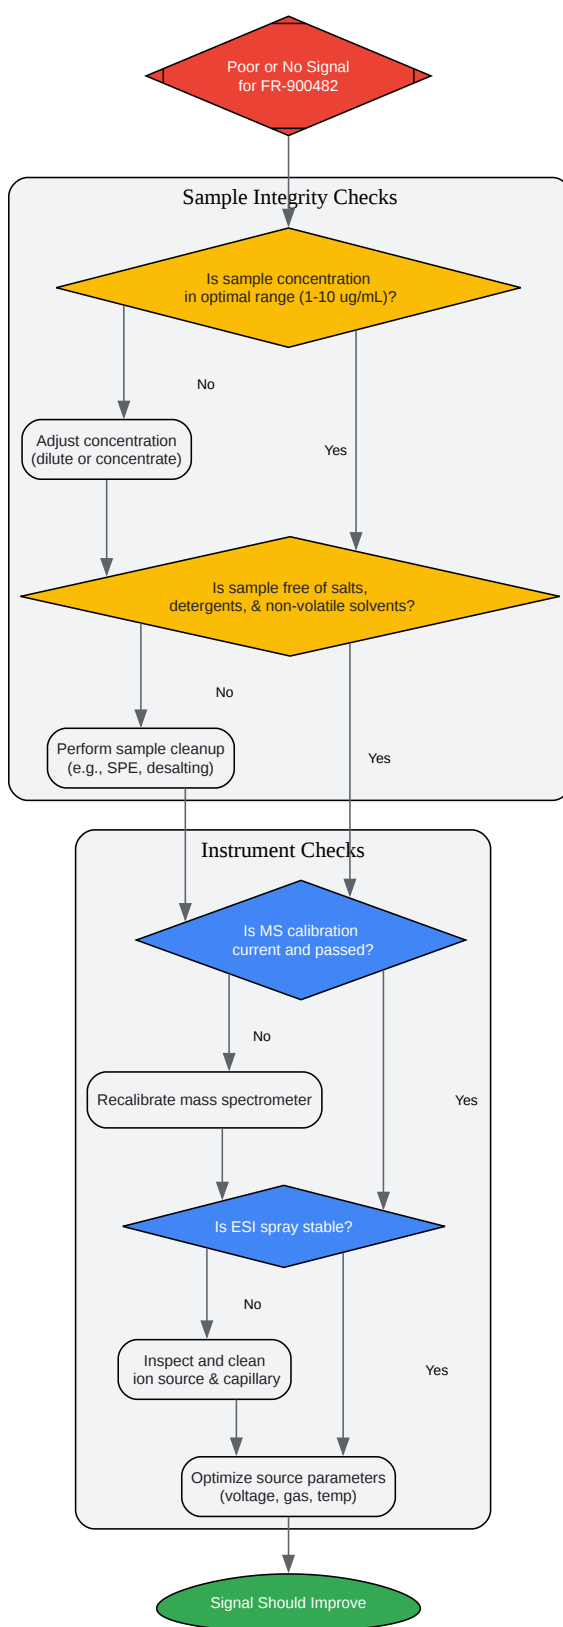 Poor or No Signal
for FR-900482
Sample Integrity Checks
Is sample concentration
in optimal range (1-10 ug/mL)?
No
Adjust concentration
(dilute or concentrate)
Yes
Is sample free of salts,
detergents, & non-volatile solvents?
No
Perform sample cleanup
(e.g., SPE, desalting)
Yes
Instrument Checks
Is MS calibration
current and passed?
No
Recalibrate mass spectrometer
Yes
Is ESI spray stable?
No
Inspect and clean
ion source & capillary
Yes
Optimize source parameters
(voltage, gas, temp)
Signal Should Improve